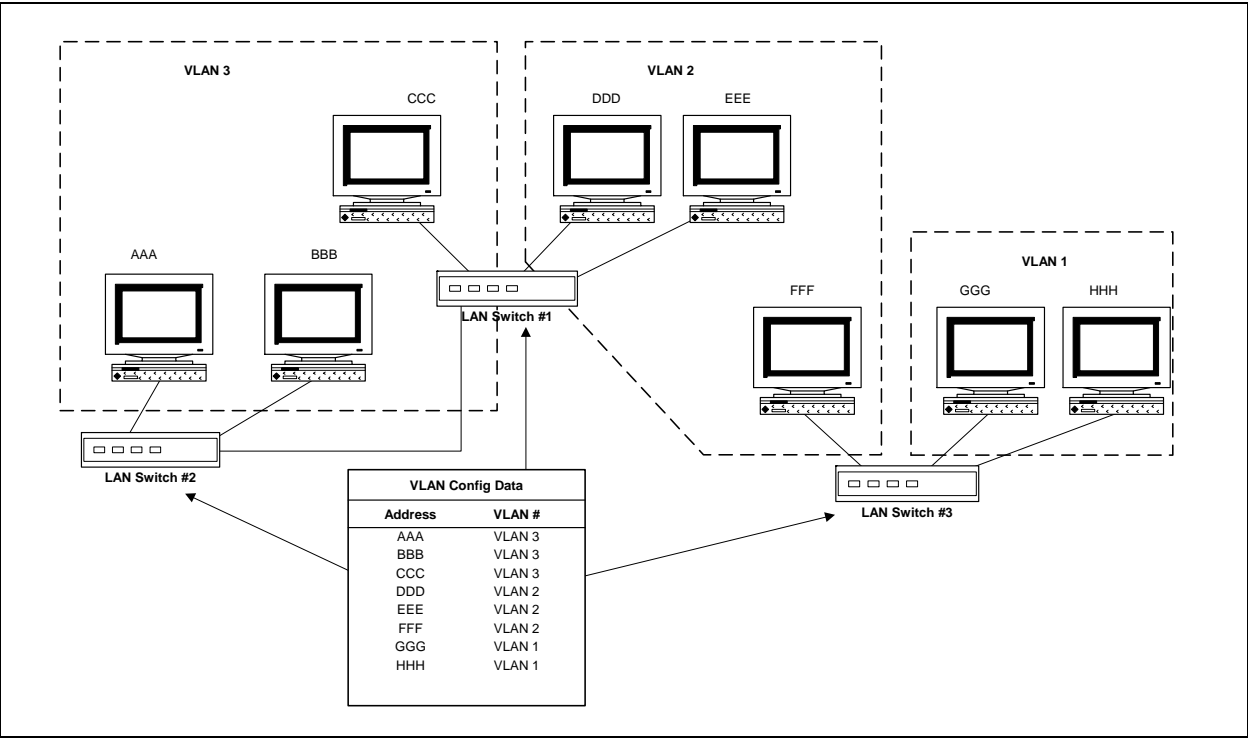 VLAN 3
VLAN 2
CCC
DDD
EEE
AAA
BBB
VLAN 1
FFF
GGG
HHH
LAN Switch #1
LAN Switch #2
LAN Switch #3
VLAN Config Data
Address VLAN #
AAA VLAN 3
BBB VLAN 3
CCC VLAN 3
DDD VLAN 2
EEE VLAN 2
FFF VLAN 2
GGG VLAN 1
HHH VLAN 1